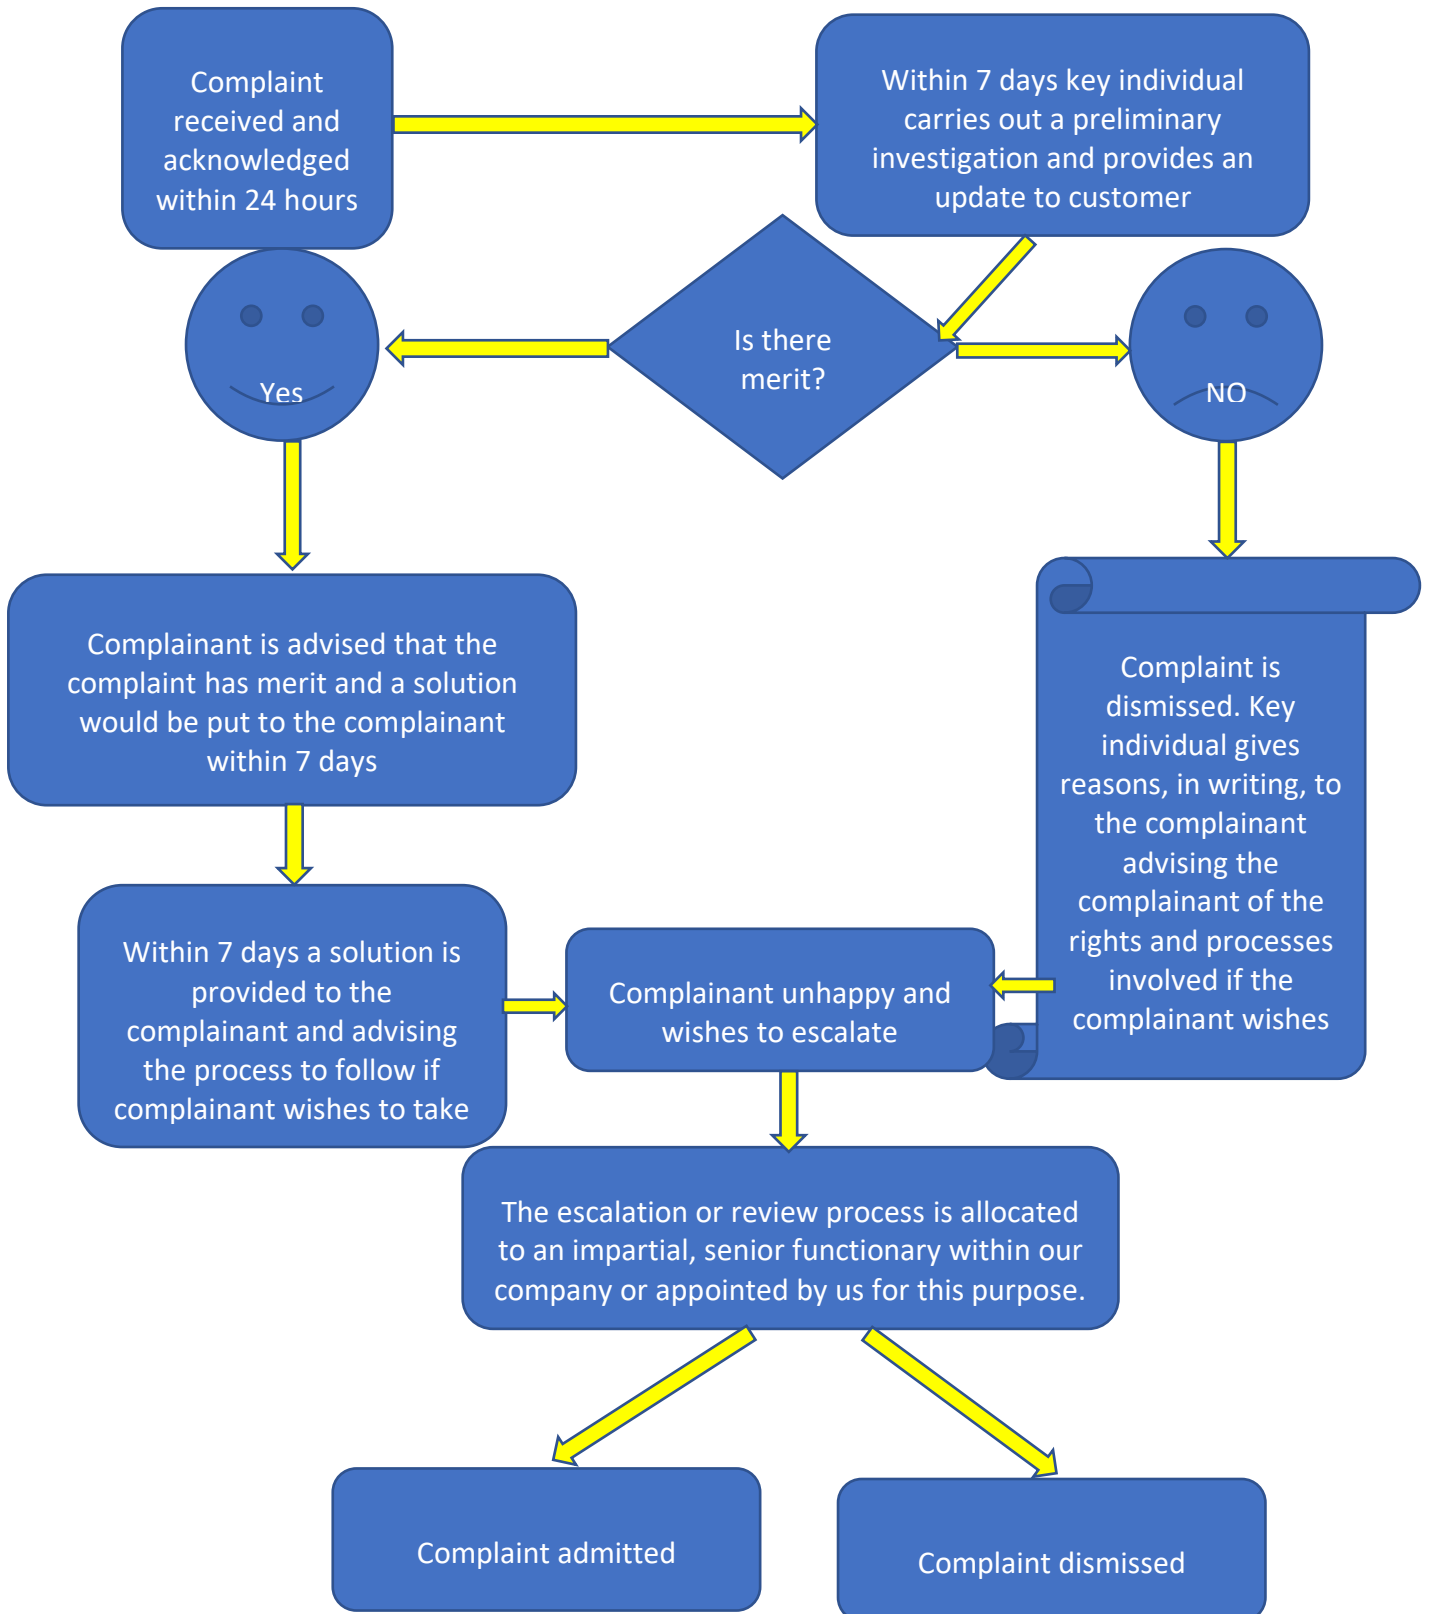 Complaint
received and
acknowledged
within 24 hours
Within 7 days key individual
carries out a preliminary
investigation and provides an
update to customer
Is there
merit?
Yes
NO
Complainant is advised that the
complaint has merit and a solution
would be put to the complainant
within 7 days
Complaint is
dismissed. Key
individual gives
reasons, in writing, to
the complainant
advising the
complainant of the
rights and processes
involved if the
complainant wishes
Within 7 days a solution is
provided to the
complainant and advising
the process to follow if
complainant wishes to take
Complainant unhappy and
wishes to escalate
The escalation or review process is allocated
to an impartial, senior functionary within our
company or appointed by us for this purpose.
Complaint admitted
Complaint dismissed